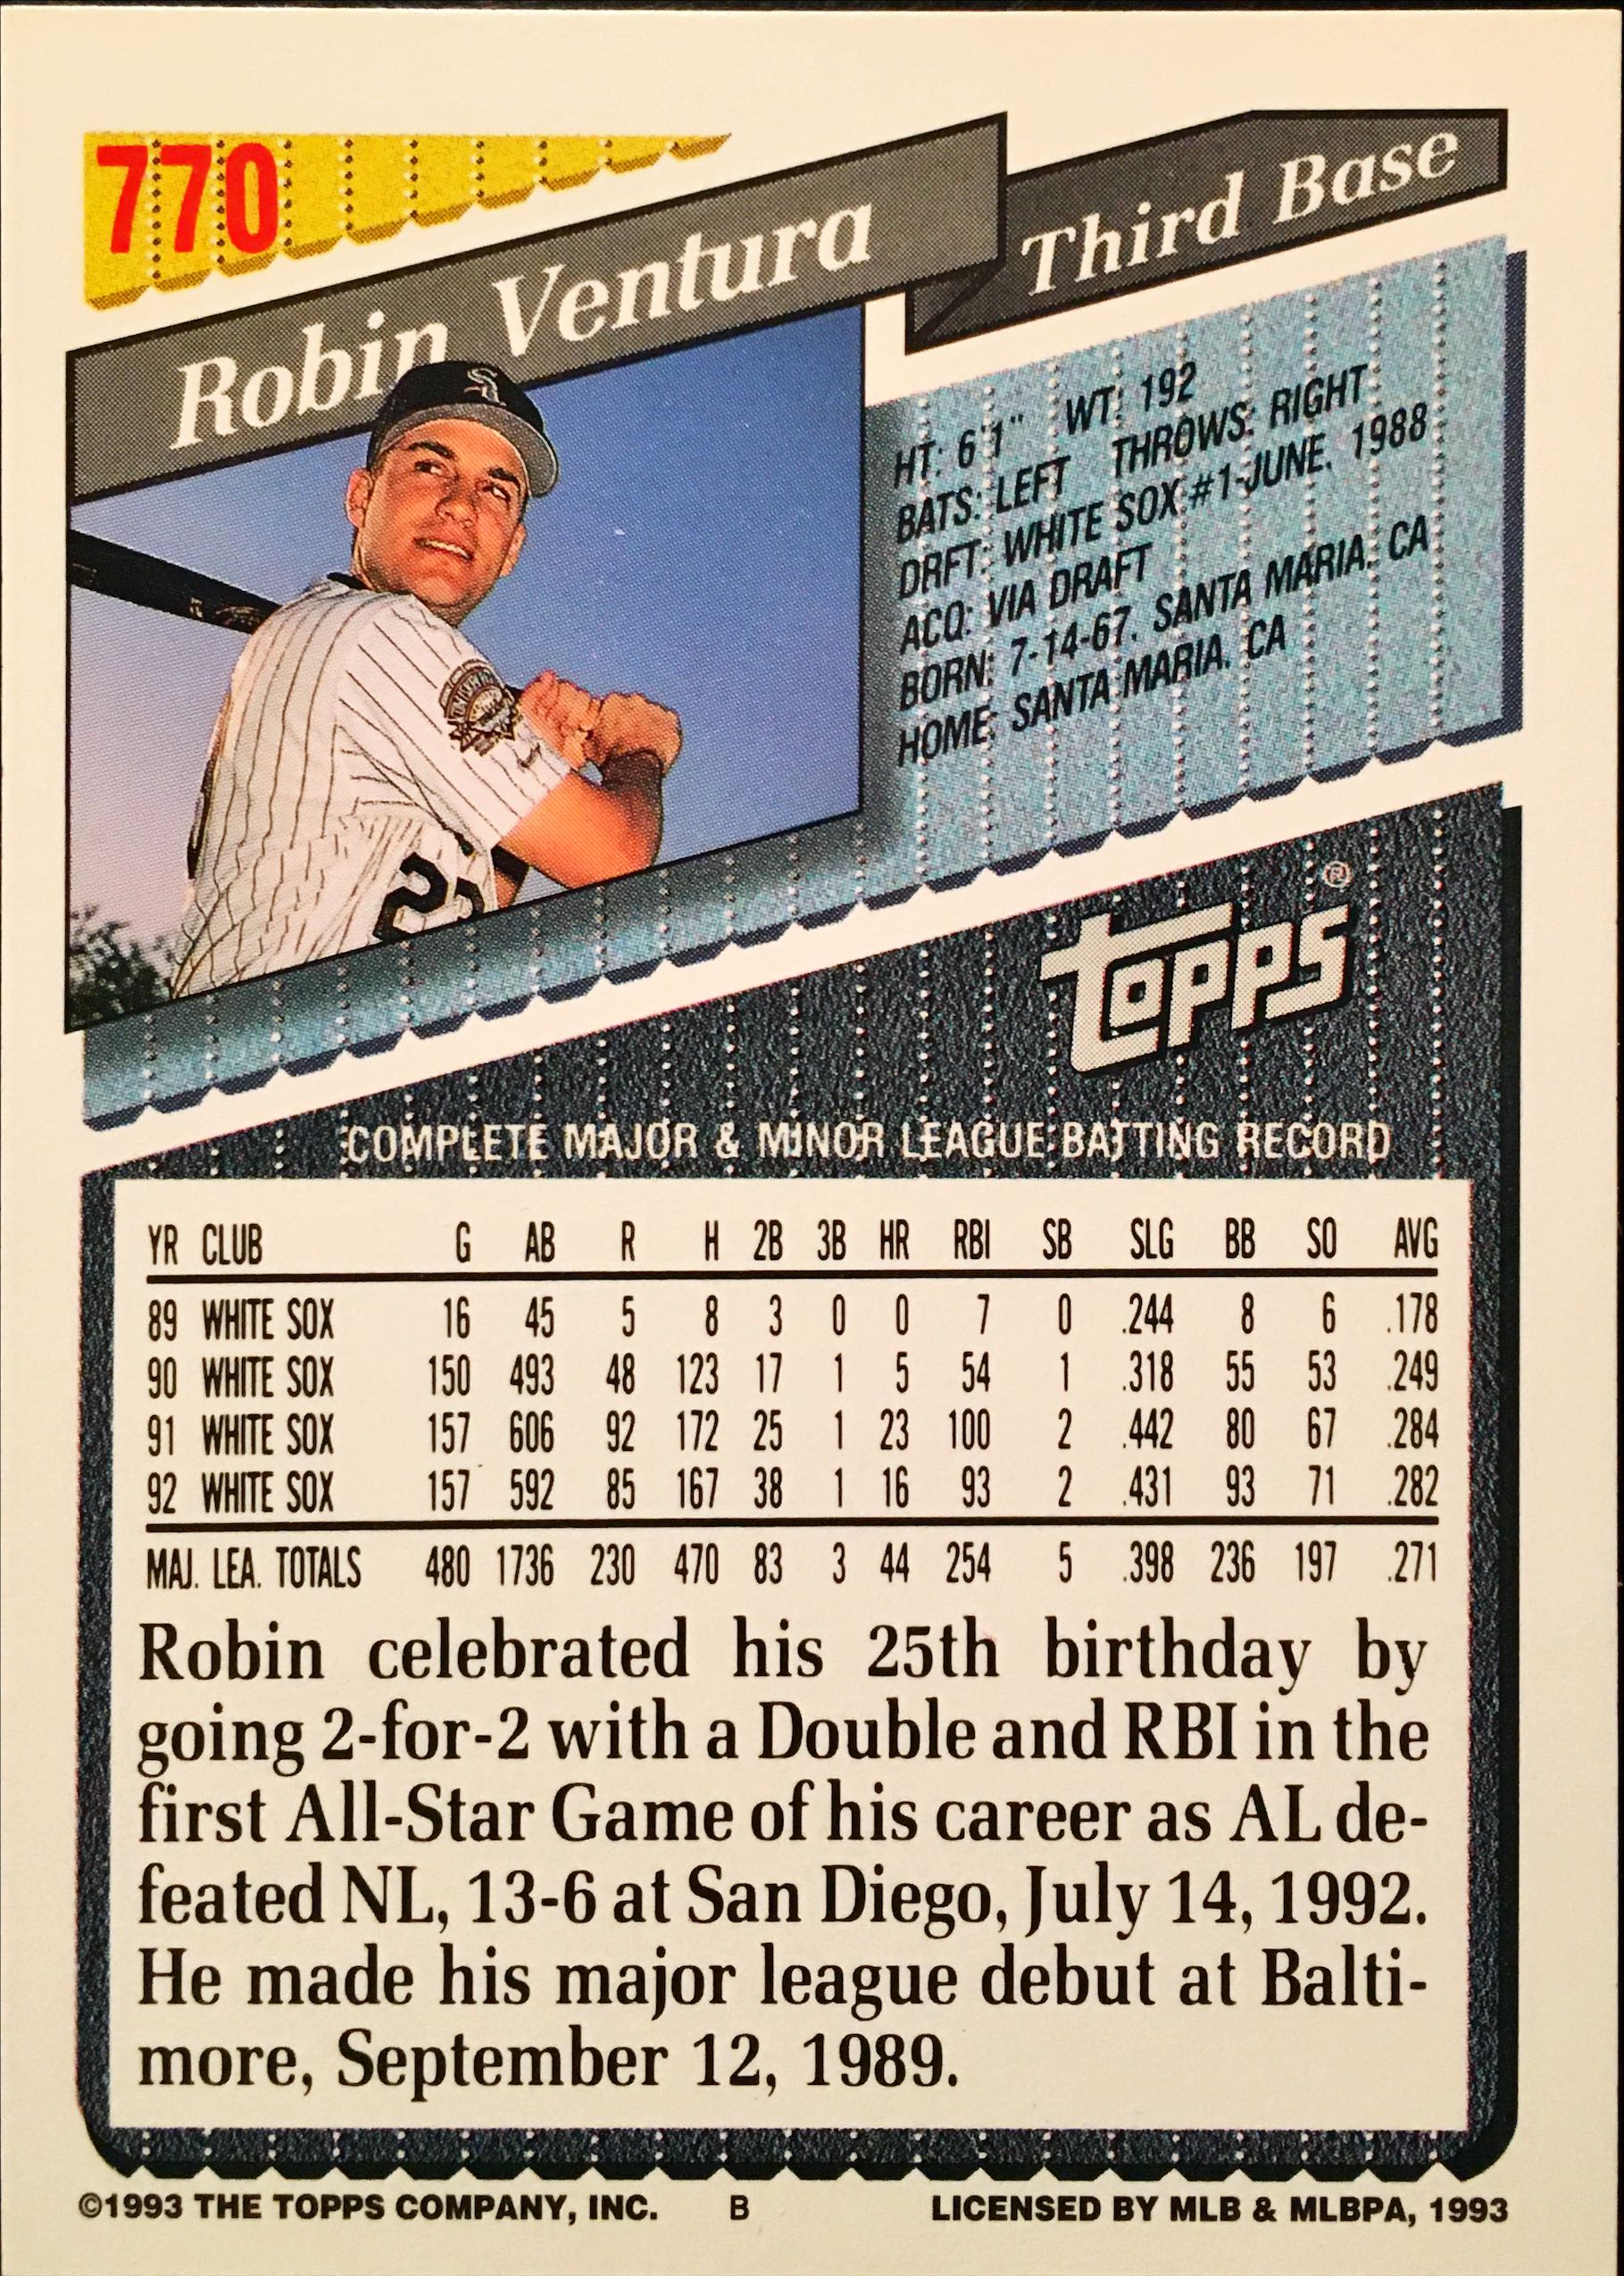 770
Robin Ventura
Third Base
HT: 6'1" WT: 192
BATS: LEFT THROWS: RIGHT
DRFT: WHITE SOX #1-JUNE, 1988
ACQ: VIA DRAFT
BORN: 7-14-67, SANTA MARIA, CA
HOME: SANTA MARIA, CA
23
TOPPS ®
COMPLETE MAJOR & MINOR LEAGUE BATTING RECORD
YR CLUB G AB R H 2B 3B HR RBI SB SLG BB SO AVG
89 WHITE SOX 16 45 5 8 3 0 0 7 0 .244 8 6 .178
90 WHITE SOX 150 493 48 123 17 1 5 54 1 .318 55 53 .249
91 WHITE SOX 157 606 92 172 25 1 23 100 2 .442 80 67 .284
92 WHITE SOX 157 592 85 167 38 1 16 93 2 .431 93 71 .282
MAJ. LEA. TOTALS 480 1736 230 470 83 3 44 254 5 .398 236 197 .271
Robin celebrated his 25th birthday by
going 2-for-2 with a Double and RBI in the
first All-Star Game of his career as AL de-
feated NL, 13-6 at San Diego, July 14, 1992.
He made his major league debut at Balti-
more, September 12, 1989.
©1993 THE TOPPS COMPANY, INC. B LICENSED BY MLB & MLBPA, 1993